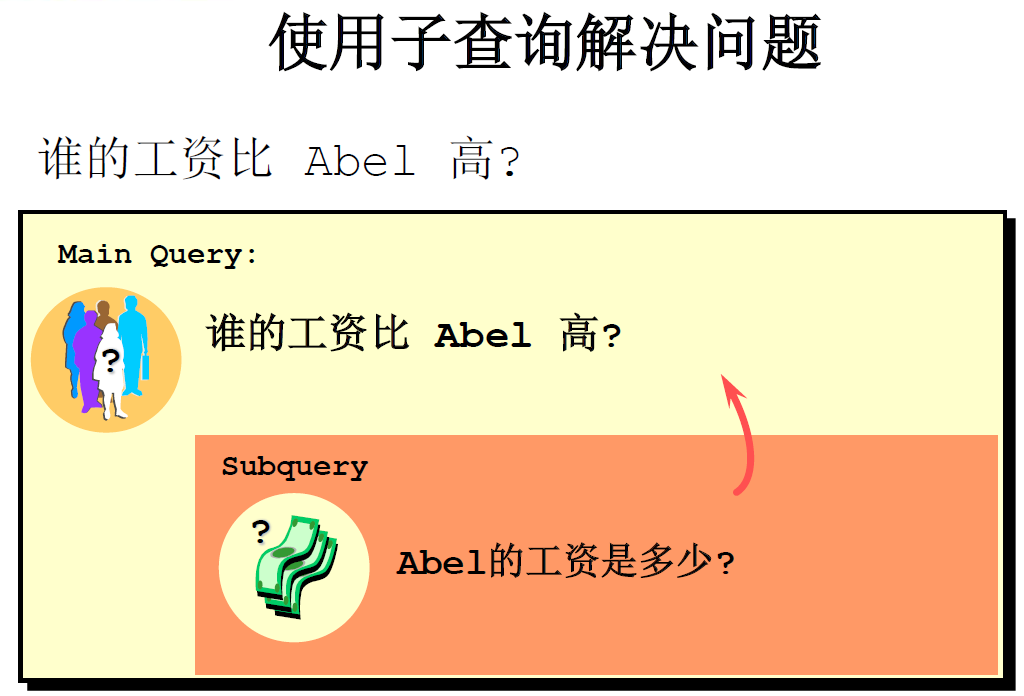 使用子查询解决问题
谁的工资比 Abel 高?
Main Query:
?
谁的工资比 Abel 高?
Subquery
?
Abel的工资是多少?